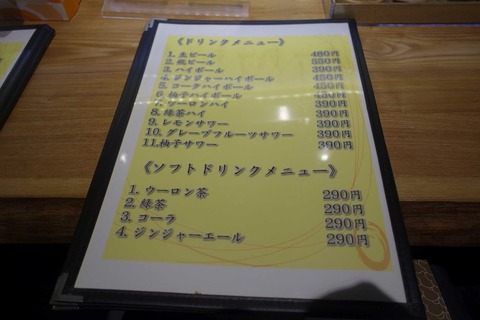 《ドリンクメニュー》
1. 生ビール 480円
2. 瓶ビール 550円
3. ハイボール 390円
4. ジンジャーハイボール 450円
5. コークハイボール 450円
6. 柚子ハイボール 450円
7. ウーロンハイ 390円
8. 緑茶ハイ 390円
9. レモンサワー 390円
10. グレープフルーツサワー 390円
11.柚子サワー 390円
《ソフトドリンクメニュー》
1. ウーロン茶 290円
2. 緑茶 290円
3. コーラ 290円
4. ジンジャーエール 290円